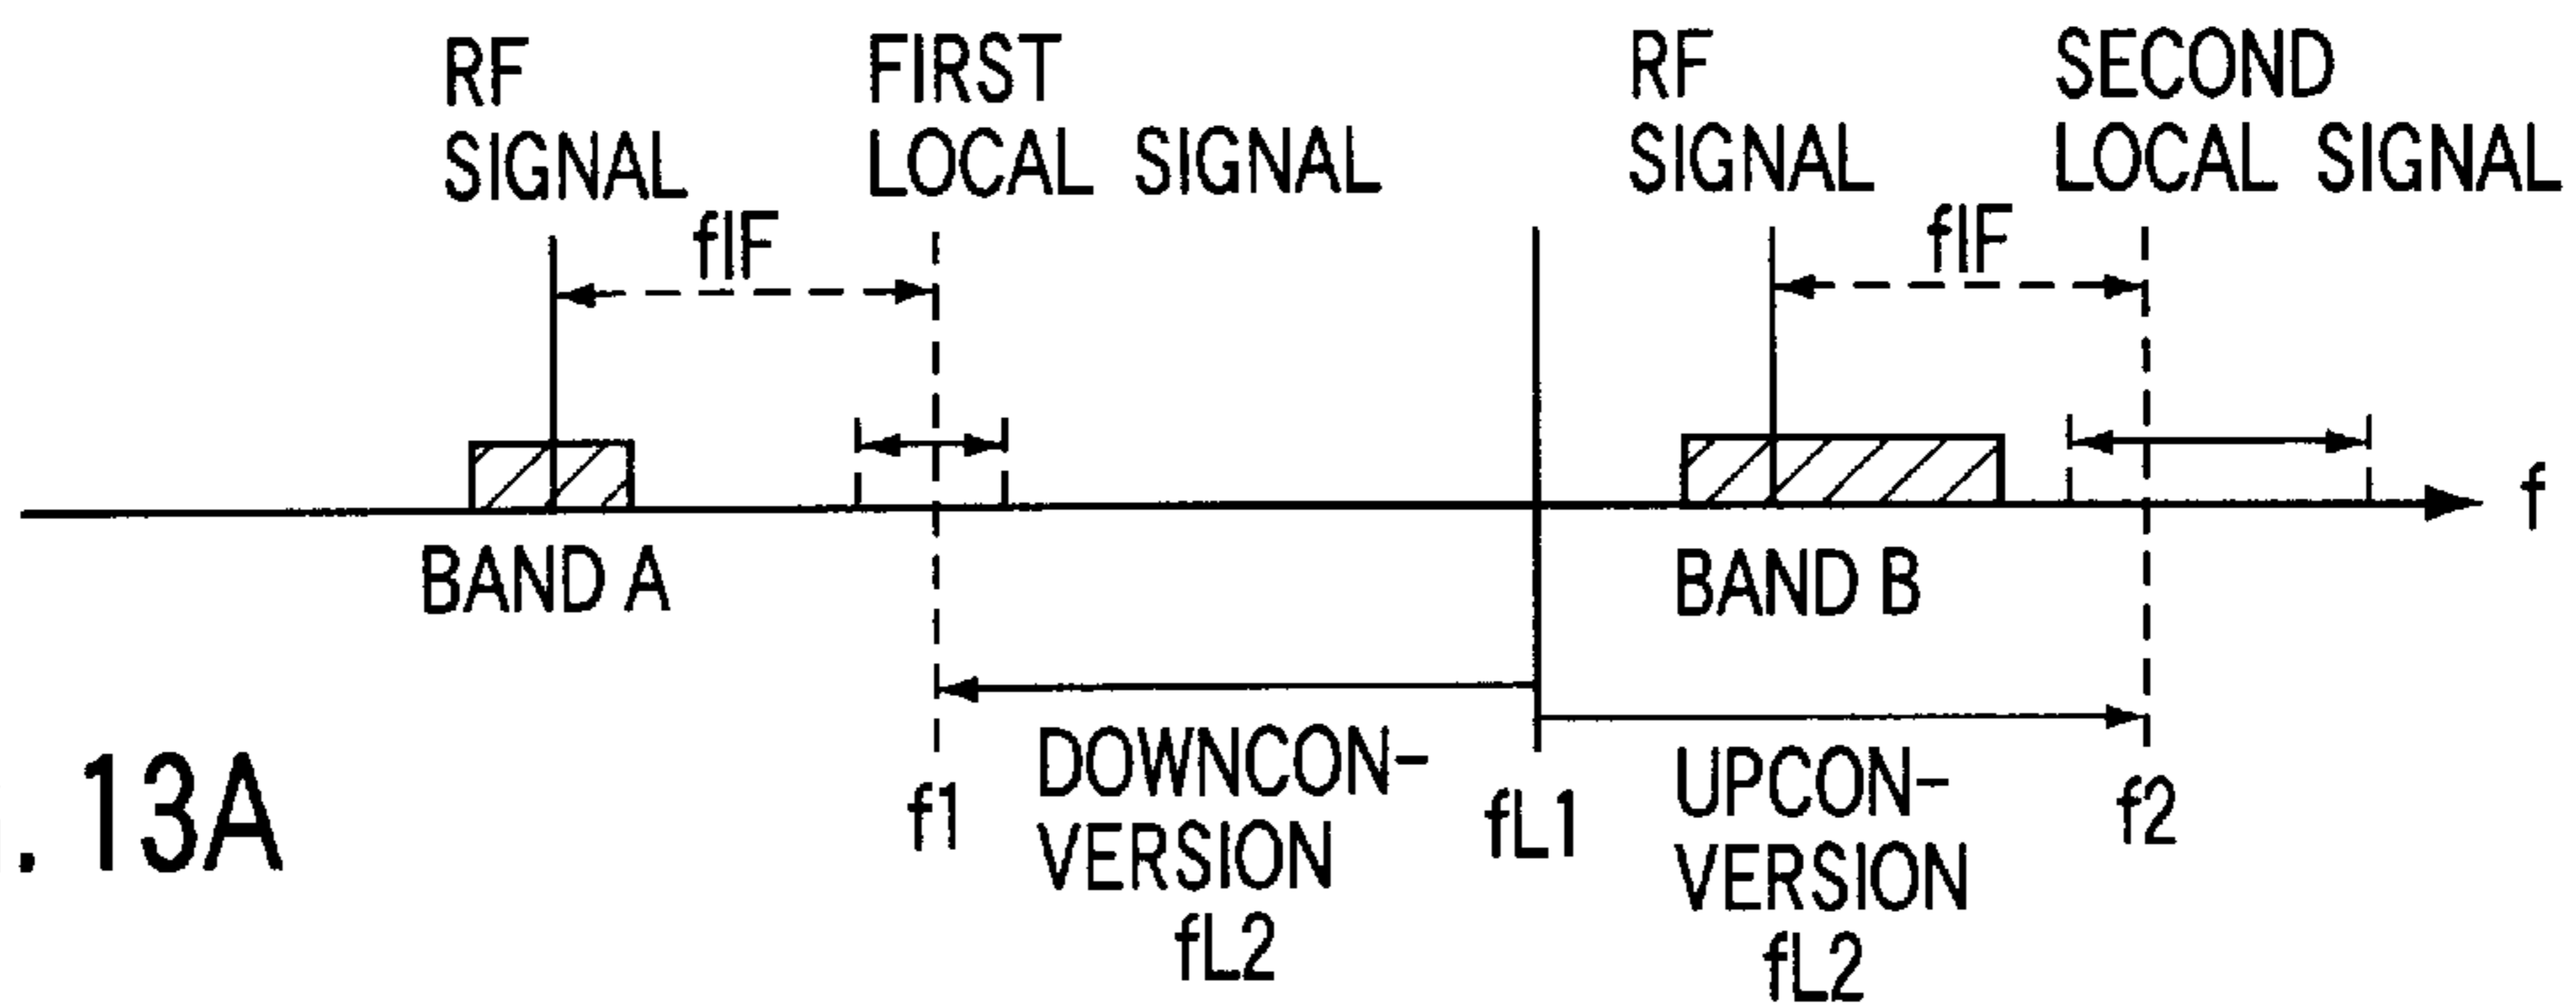 RF
SIGNAL
FIRST
LOCAL SIGNAL
RF
SIGNAL
SECOND
LOCAL SIGNAL
fIF
fIF
f
BAND A
BAND B
f1
DOWNCON-
VERSION
fL2
fL1
UPCON-
VERSION
fL2
f2
. 13A